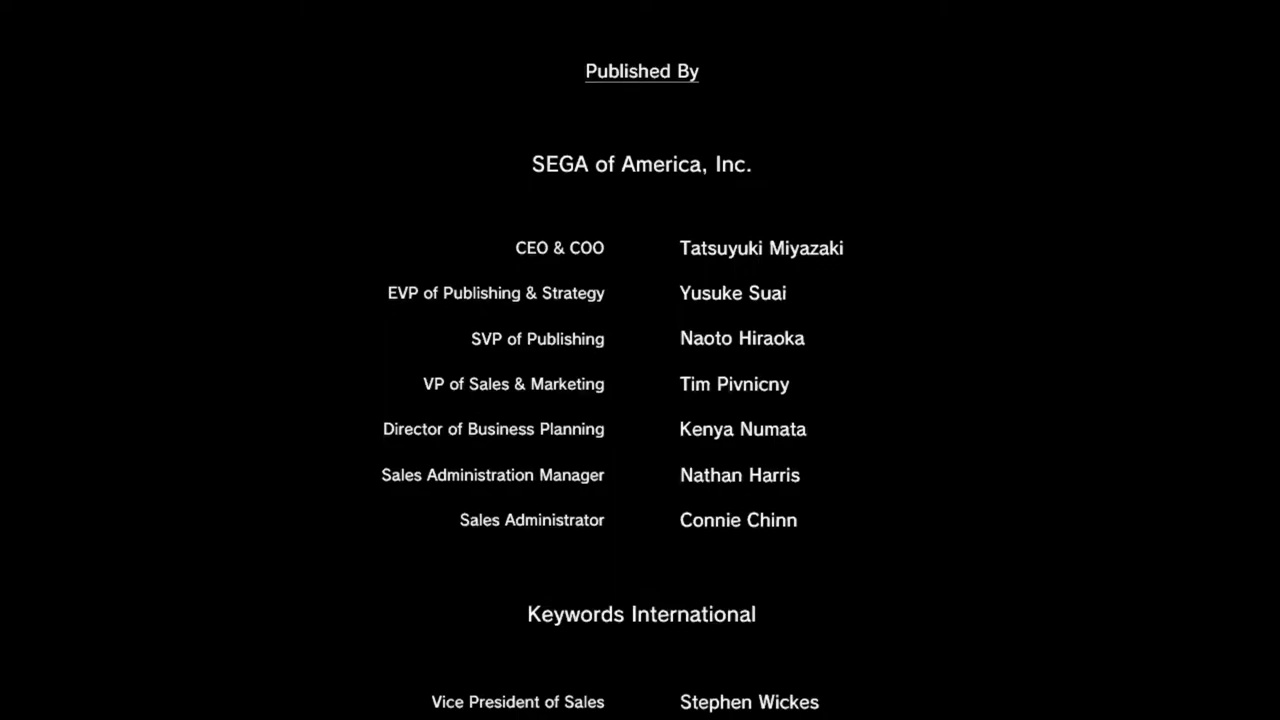 Published By
SEGA of America, Inc.
CEO & COO Tatsuyuki Miyazaki
EVP of Publishing & Strategy Yusuke Suai
SVP of Publishing Naoto Hiraoka
VP of Sales & Marketing Tim Pivnicny
Director of Business Planning Kenya Numata
Sales Administration Manager Nathan Harris
Sales Administrator Connie Chinn
Keywords International
Vice President of Sales Stephen Wickes